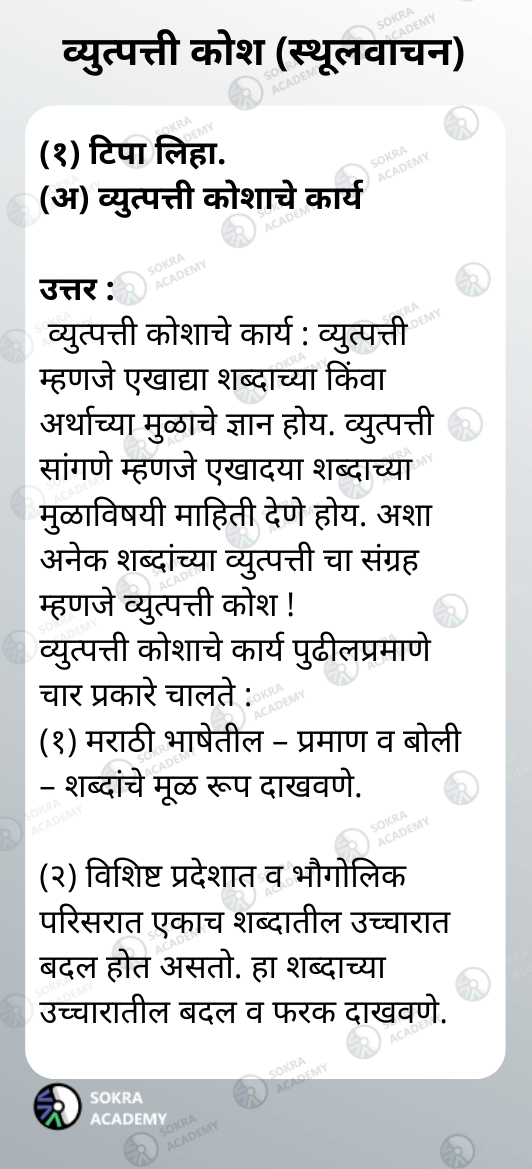 व्युत्पत्ती कोश (स्थूलवाचन)
(१) टिपा लिहा.
(अ) व्युत्पत्ती कोशाचे कार्य
उत्तर :
व्युत्पत्ती कोशाचे कार्य : व्युत्पत्ती
म्हणजे एखाद्या शब्दाच्या किंवा
अर्थाच्या मुळाचे ज्ञान होय. व्युत्पत्ती
सांगणे म्हणजे एखादया शब्दाच्या
मुळाविषयी माहिती देणे होय. अशा
अनेक शब्दांच्या व्युत्पत्ती चा संग्रह
म्हणजे व्युत्पत्ती कोश !
व्युत्पत्ती कोशाचे कार्य पुढीलप्रमाणे
चार प्रकारे चालते :
(१) मराठी भाषेतील – प्रमाण व बोली
– शब्दांचे मूळ रूप दाखवणे.
(२) विशिष्ट प्रदेशात व भौगोलिक
परिसरात एकाच शब्दातील उच्चारात
बदल होत असतो. हा शब्दाच्या
उच्चारातील बदल व फरक दाखवणे.
SOKRA
ACADEMY